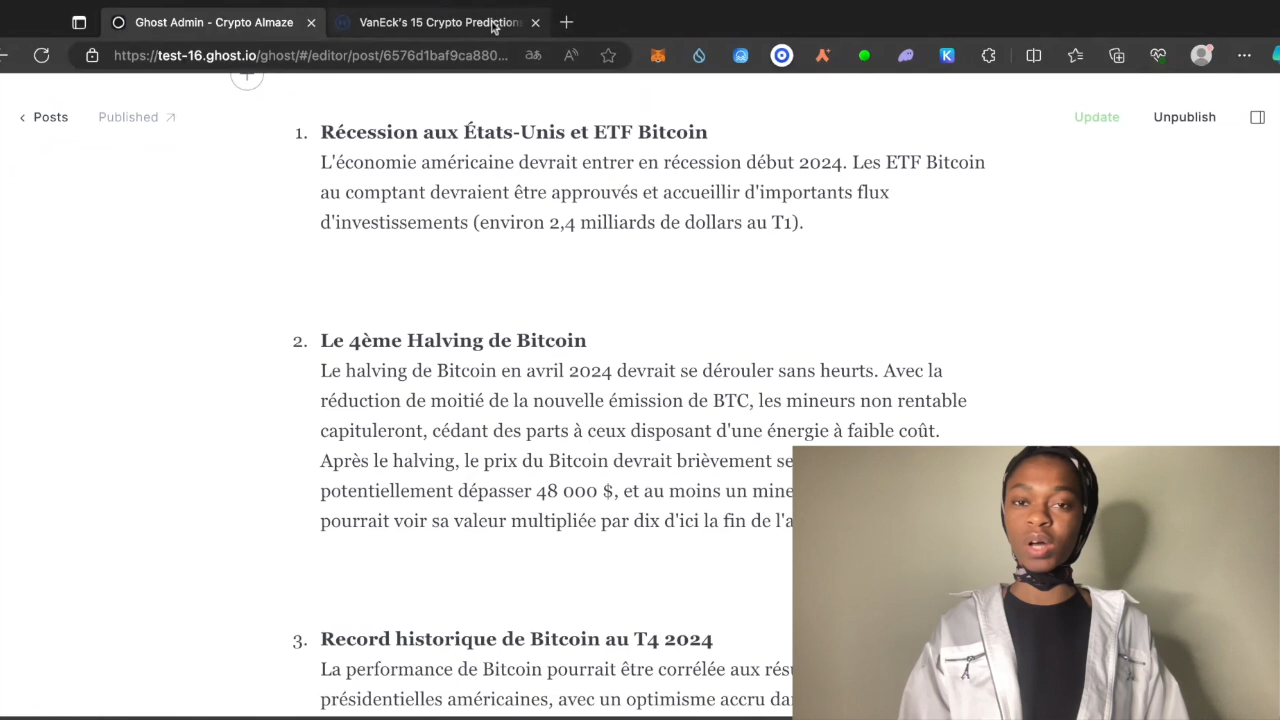 Ghost Admin - Crypto Almaze
VanEck's 15 Crypto Predictions
https://test-16.ghost.io/ghost/#/editor/post/6576d1baf9ca880...
Posts
Published
Update
Unpublish
1. Récession aux États-Unis et ETF Bitcoin
L'économie américaine devrait entrer en récession début 2024. Les ETF Bitcoin
au comptant devraient être approuvés et accueillir d'importants flux
d'investissements (environ 2,4 milliards de dollars au T1).
2. Le 4ème Halving de Bitcoin
Le halving de Bitcoin en avril 2024 devrait se dérouler sans heurts. Avec la
réduction de moitié de la nouvelle émission de BTC, les mineurs non rentable
capituleront, cédant des parts à ceux disposant d'une énergie à faible coût.
Après le halving, le prix du Bitcoin devrait brièvement
potentiellement dépasser 48 000 $, et au moins un
pourrait voir sa valeur multipliée par dix d'ici la fin de
3. Record historique de Bitcoin au T4 2024
La performance de Bitcoin pourrait être corrélée aux
présidentielles américaines, avec un optimisme accru